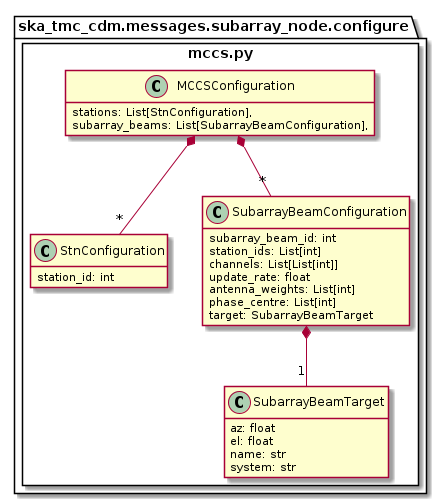 ska_tmc_cdm.messages.subarray_node.configure
mccs.py
C MCCSConfiguration
stations: List[StnConfiguration],
subarray_beams: List[SubarrayBeamConfiguration],
*
*
C StnConfiguration
station_id: int
C SubarrayBeamConfiguration
subarray_beam_id: int
station_ids: List[int]
channels: List[List[int]]
update_rate: float
antenna_weights: List[int]
phase_centre: List[int]
target: SubarrayBeamTarget
1
C SubarrayBeamTarget
az: float
el: float
name: str
system: str